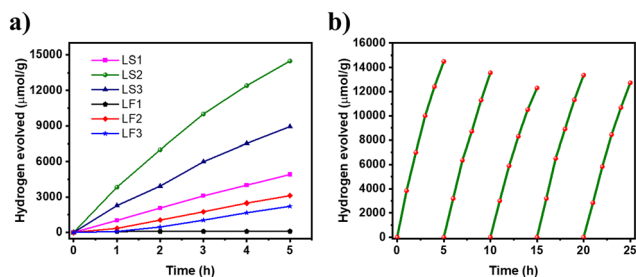 a)
Hydrogen evolved (μmol/g)
15000
12000
9000
6000
3000
0
LS1
LS2
LS3
LF1
LF2
LF3
0 1 2 3 4 5
Time (h)
b)
Hydrogen evolved (μmol/g)
16000
14000
12000
10000
8000
6000
4000
2000
0
0 5 10 15 20 25
Time (h)